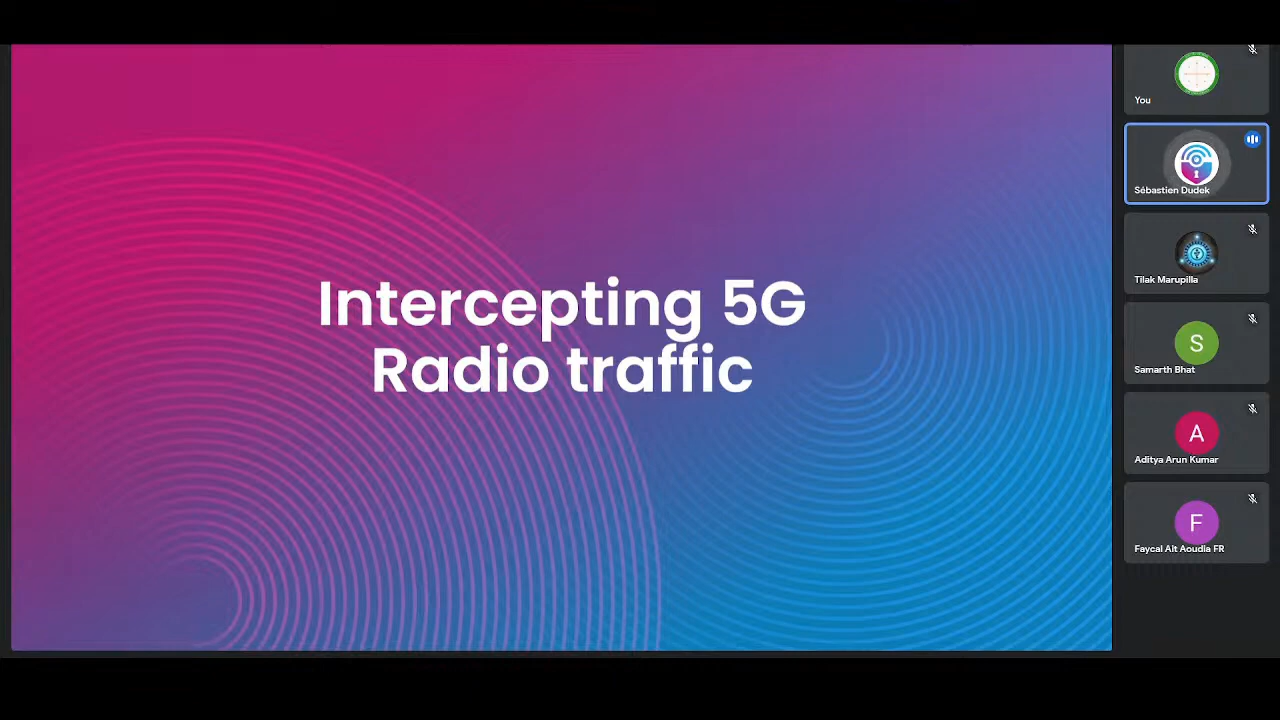 Intercepting 5G
Radio traffic
You
Sébastien Dudek
Tilak Marupilla
S
Samarth Bhat
A
Aditya Arun Kumar
F
Faycal Ait Aoudia FR